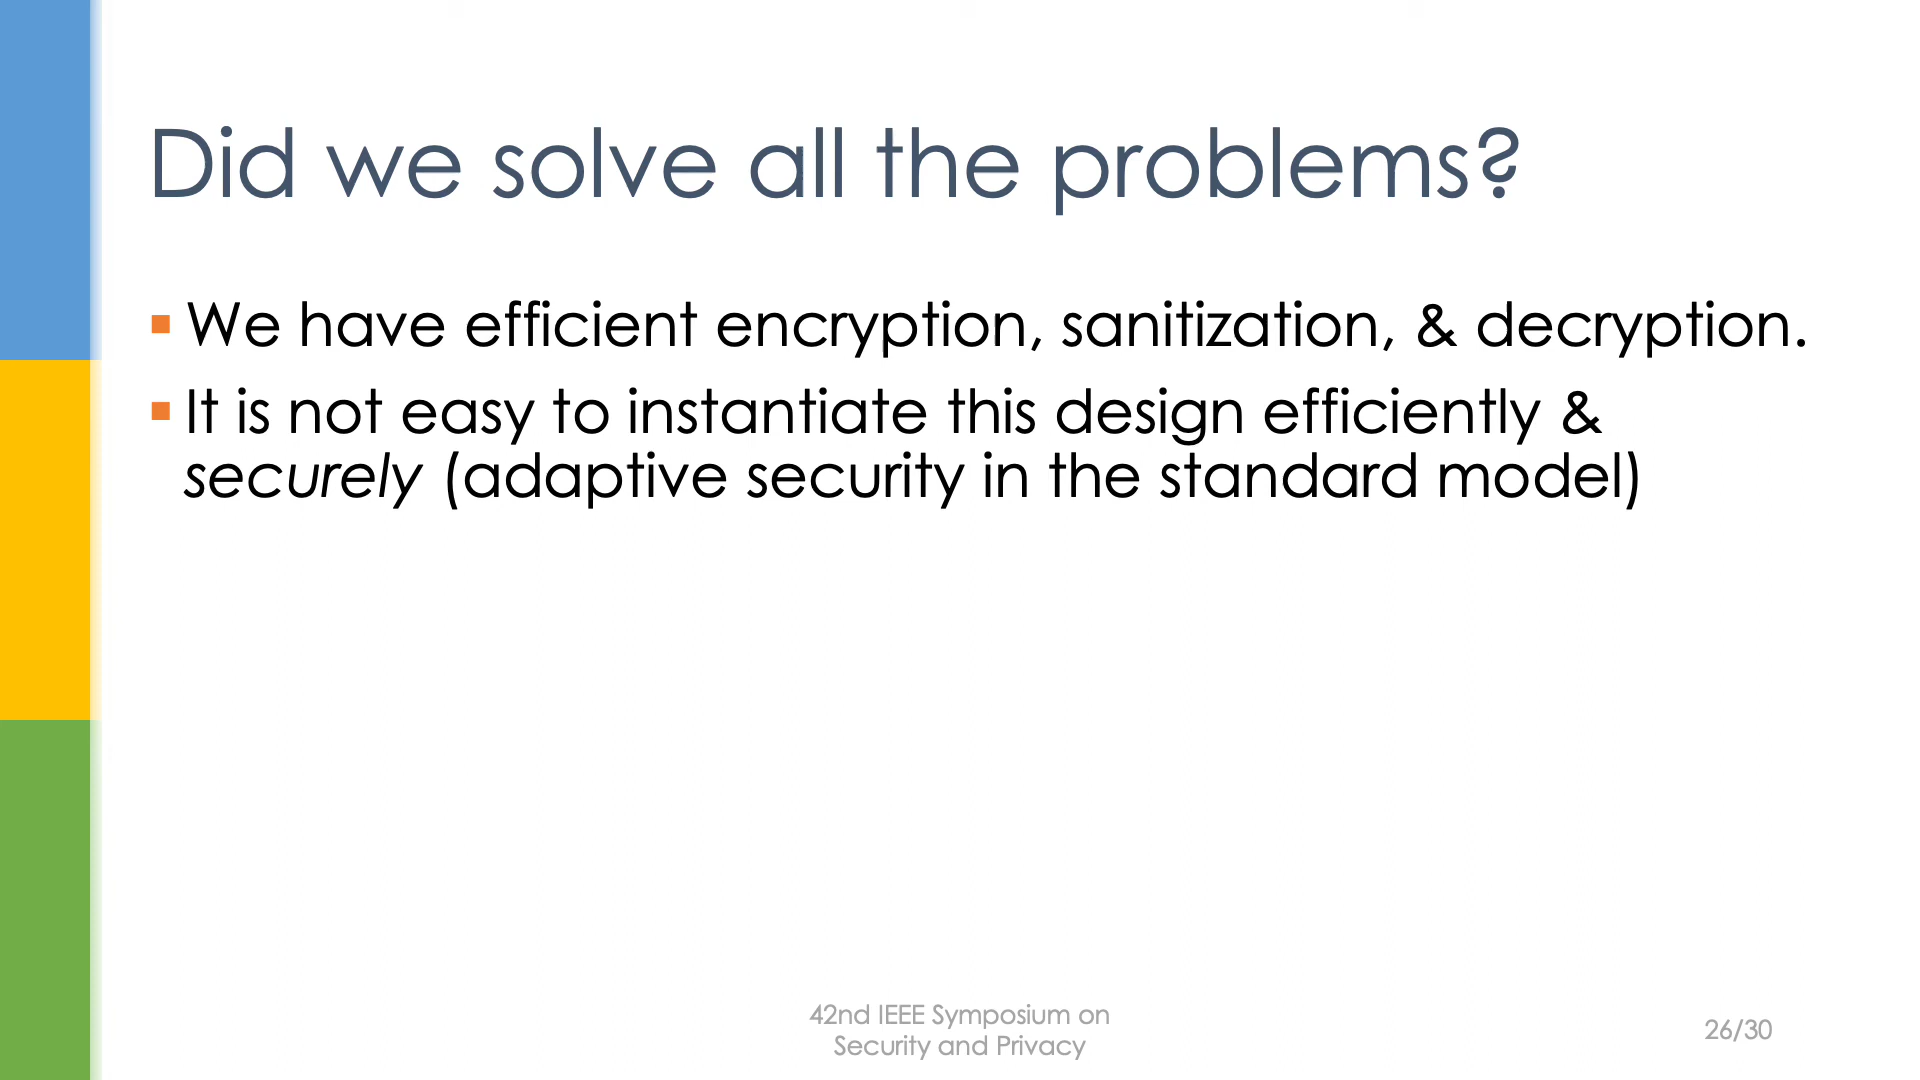 Did we solve all the problems?
We have efficient encryption, sanitization, & decryption.
It is not easy to instantiate this design efficiently &
securely (adaptive security in the standard model)
42nd IEEE Symposium on
Security and Privacy
26/30